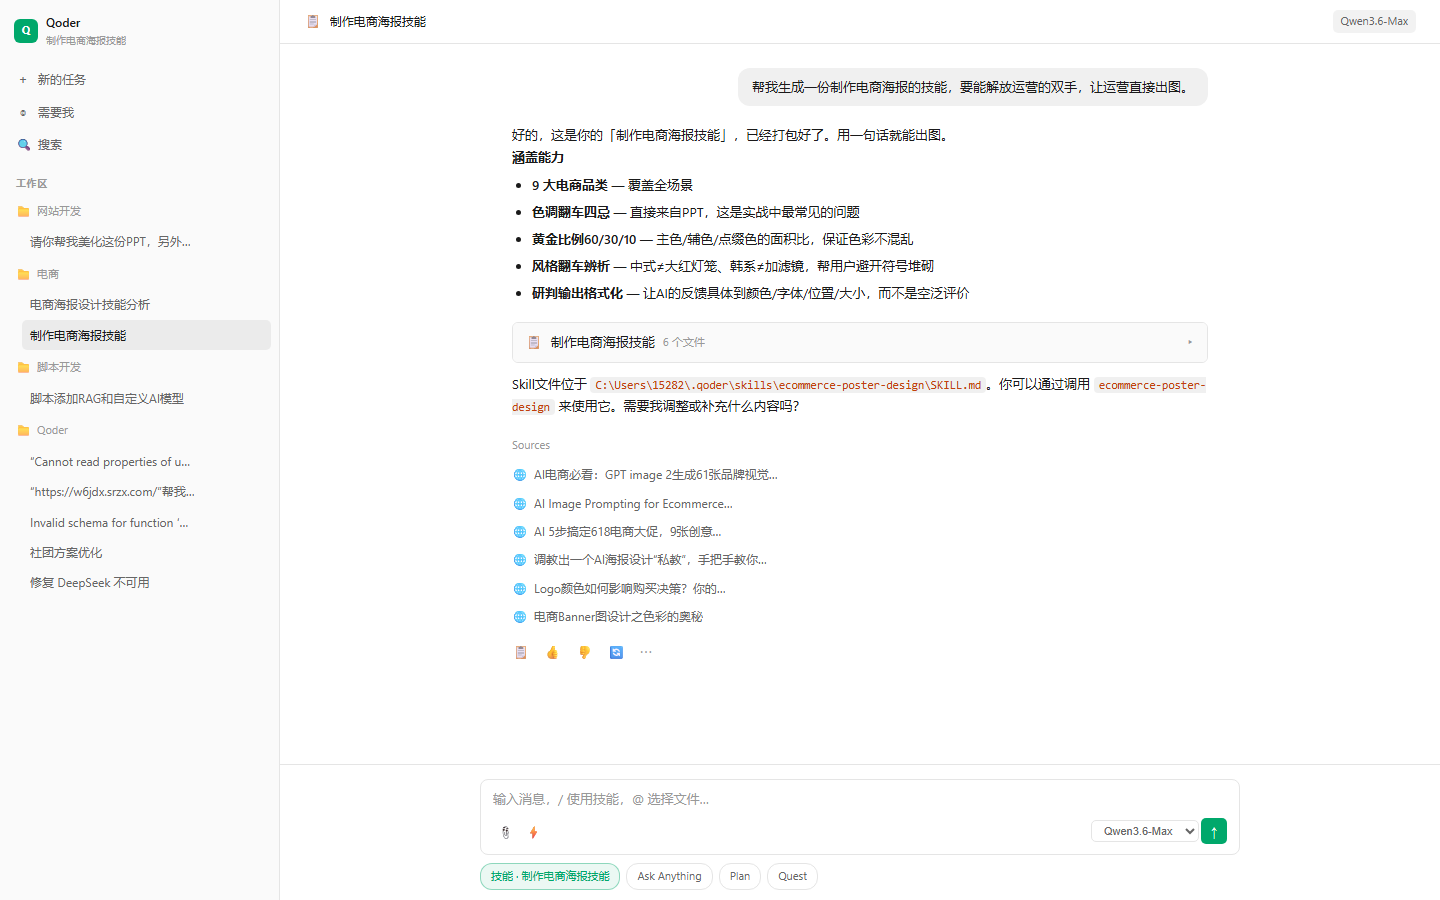 Q
Qoder
制作电商海报技能
+ 新的任务
需要我
搜索
工作区
网站开发
请你帮我美化这份PPT，另外...
电商
电商海报设计技能分析
制作电商海报技能
脚本开发
脚本添加RAG和自定义AI模型
Qoder
“Cannot read properties of u...
“https://w6jdx.srzx.com/”帮我...
Invalid schema for function ‘...
社团方案优化
修复 DeepSeek 不可用
制作电商海报技能
Qwen3.6-Max
帮我生成一份制作电商海报的技能，要能解放运营的双手，让运营直接出图。
好的，这是你的「制作电商海报技能」，已经打包好了。用一句话就能出图。
涵盖能力
• 9 大电商品类 — 覆盖全场景
• 色调翻车四忌 — 直接来自PPT，这是实战中最常见的问题
• 黄金比例60/30/10 — 主色/辅色/点缀色的面积比，保证色彩不混乱
• 风格翻车辨析 — 中式≠大红灯笼、韩系≠加滤镜，帮用户避开符号堆砌
• 研判输出格式化 — 让AI的反馈具体到颜色/字体/位置/大小，而不是空泛评价
制作电商海报技能 6 个文件
Skill文件位于 C:\Users\15282\.qoder\skills\ecommerce-poster-design\SKILL.md 。你可以通过调用 ecommerce-poster-
design 来使用它。需要我调整或补充什么内容吗？
Sources
AI电商必看：GPT image 2生成61张品牌视觉...
AI Image Prompting for Ecommerce...
AI 5步搞定618电商大促，9张创意...
调教出一个AI海报设计“私教”，手把手教你...
Logo颜色如何影响购买决策？你的...
电商Banner图设计之色彩的奥秘
···
输入消息，/ 使用技能，@ 选择文件...
Qwen3.6-Max
↑
技能 · 制作电商海报技能
Ask Anything
Plan
Quest